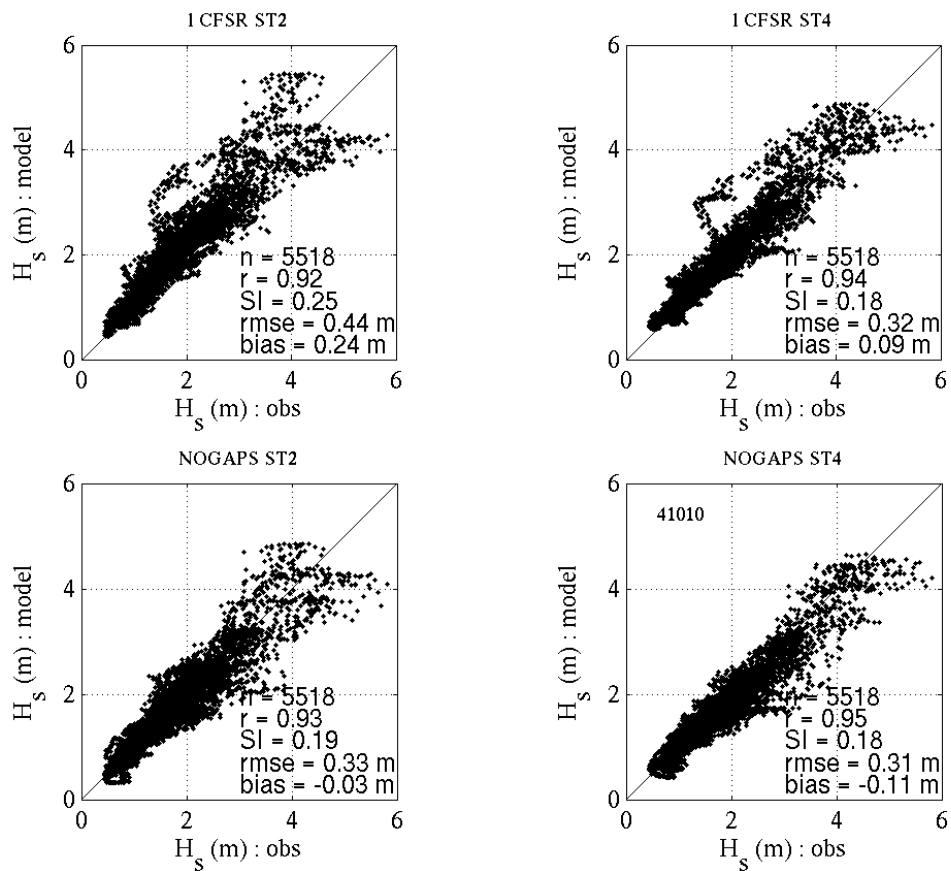 1 CFSR ST2
6
4
2
0
H_s (m) : model
n = 5518
r = 0.92
SI = 0.25
rmse = 0.44 m
bias = 0.24 m
0 2 4 6
H_s (m) : obs
1 CFSR ST4
6
4
2
0
H_s (m) : model
n = 5518
r = 0.94
SI = 0.18
rmse = 0.32 m
bias = 0.09 m
0 2 4 6
H_s (m) : obs
NOGAPS ST2
6
4
2
0
H_s (m) : model
n = 5518
r = 0.93
SI = 0.19
rmse = 0.33 m
bias = -0.03 m
0 2 4 6
H_s (m) : obs
NOGAPS ST4
41010
6
4
2
0
H_s (m) : model
n = 5518
r = 0.95
SI = 0.18
rmse = 0.31 m
bias = -0.11 m
0 2 4 6
H_s (m) : obs